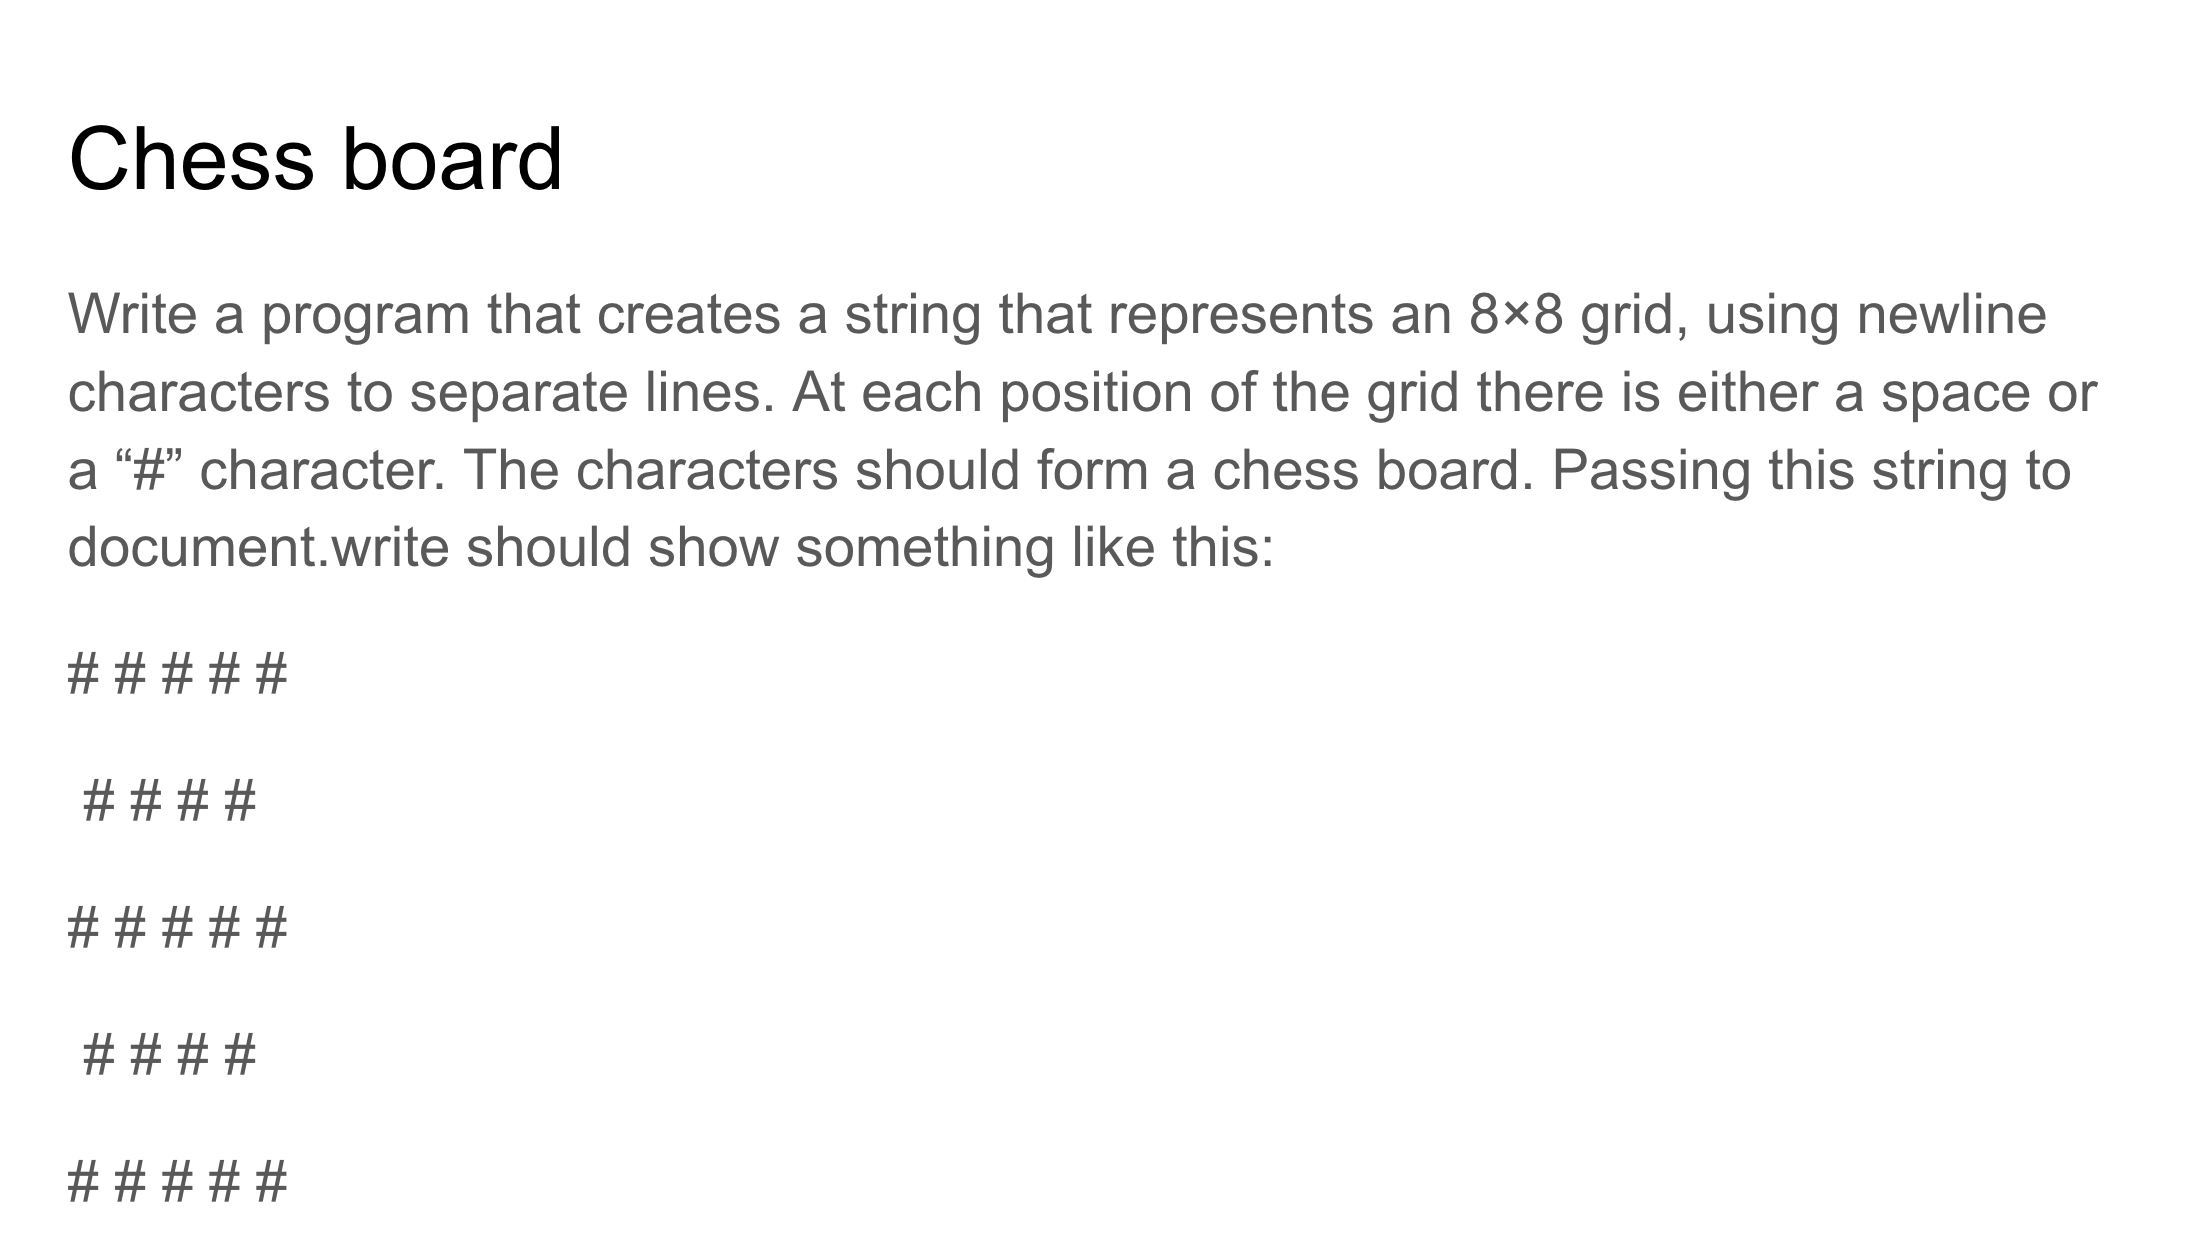 Chess board
Write a program that creates a string that represents an 8×8 grid, using newline
characters to separate lines. At each position of the grid there is either a space or
a “#” character. The characters should form a chess board. Passing this string to
document.write should show something like this:
# # # # #
 # # # #
# # # # #
 # # # #
# # # # #